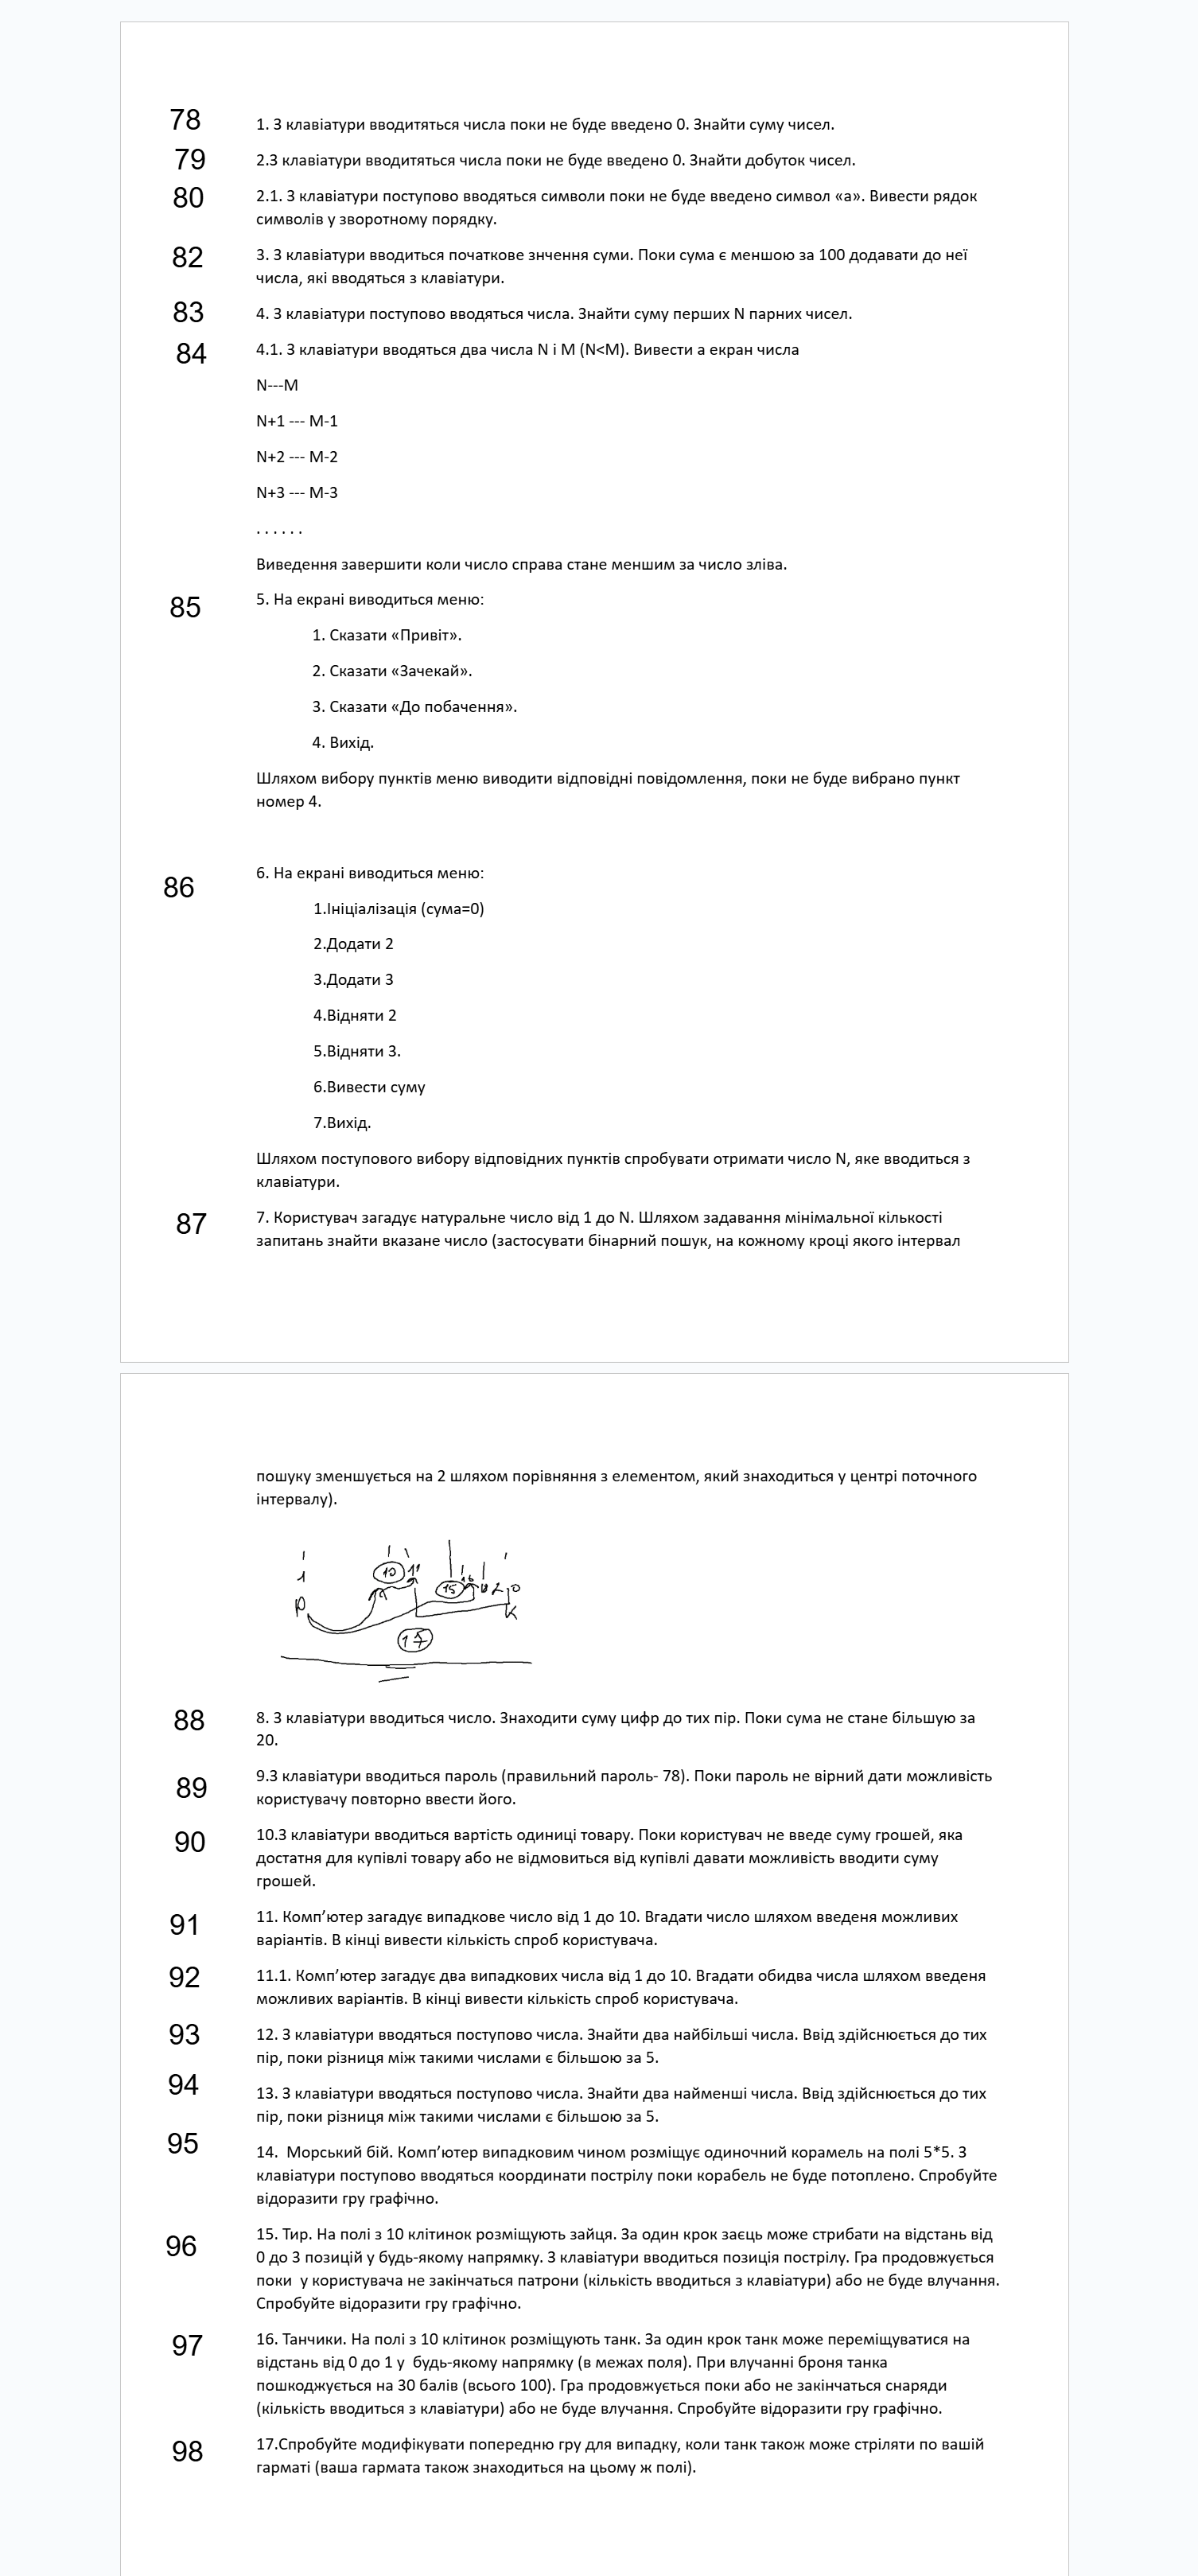 78 1. З клавіатури вводитяться числа поки не буде введено 0. Знайти суму чисел.
79 2.З клавіатури вводитяться числа поки не буде введено 0. Знайти добуток чисел.
80 2.1. З клавіатури поступово вводяться символи поки не буде введено символ «a». Вивести рядок
символів у зворотному порядку.
82 3. З клавіатури вводиться початкове знчення суми. Поки сума є меншою за 100 додавати до неї
числа, які вводяться з клавіатури.
83 4. З клавіатури поступово вводяться числа. Знайти суму перших N парних чисел.
84 4.1. З клавіатури вводяться два числа N і M (N<M). Вивести а екран числа
N---M
N+1 --- M-1
N+2 --- M-2
N+3 --- M-3
. . . . . .
Виведення завершити коли число справа стане меншим за число зліва.
85 5. На екрані виводиться меню:
1. Сказати «Привіт».
2. Сказати «Зачекай».
3. Сказати «До побачення».
4. Вихід.
Шляхом вибору пунктів меню виводити відповідні повідомлення, поки не буде вибрано пункт
номер 4.
86 6. На екрані виводиться меню:
1.Ініціалізація (сума=0)
2.Додати 2
3.Додати 3
4.Відняти 2
5.Відняти 3.
6.Вивести суму
7.Вихід.
Шляхом поступового вибору відповідних пунктів спробувати отримати число N, яке вводиться з
клавіатури.
87 7. Користувач загадує натуральне число від 1 до N. Шляхом задавання мінімальної кількості
запитань знайти вказане число (застосувати бінарний пошук, на кожному кроці якого інтервал
пошуку зменшується на 2 шляхом порівняння з елементом, який знаходиться у центрі поточного
інтервалу).
1 10 11 15 16
17
88 8. З клавіатури вводиться число. Знаходити суму цифр до тих пір. Поки сума не стане більшую за
20.
89 9.З клавіатури вводиться пароль (правильний пароль- 78). Поки пароль не вірний дати можливість
користувачу повторно ввести його.
90 10.З клавіатури вводиться вартість одиниці товару. Поки користувач не введе суму грошей, яка
достатня для купівлі товару або не відмовиться від купівлі давати можливість вводити суму
грошей.
91 11. Комп’ютер загадує випадкове число від 1 до 10. Вгадати число шляхом введеня можливих
варіантів. В кінці вивести кількість спроб користувача.
92 11.1. Комп’ютер загадує два випадкових числа від 1 до 10. Вгадати обидва числа шляхом введеня
можливих варіантів. В кінці вивести кількість спроб користувача.
93 12. З клавіатури вводяться поступово числа. Знайти два найбільші числа. Ввід здійснюється до тих
пір, поки різниця між такими числами є більшою за 5.
94 13. З клавіатури вводяться поступово числа. Знайти два найменші числа. Ввід здійснюється до тих
пір, поки різниця між такими числами є більшою за 5.
95 14. Морський бій. Комп’ютер випадковим чином розміщує одиночний корамель на полі 5*5. З
клавіатури поступово вводяться координати пострілу поки корабель не буде потоплено. Спробуйте
відоразити гру графічно.
96 15. Тир. На полі з 10 клітинок розміщують зайця. За один крок заєць може стрибати на відстань від
0 до 3 позицій у будь-якому напрямку. З клавіатури вводиться позиція пострілу. Гра продовжується
поки у користувача не закінчаться патрони (кількість вводиться з клавіатури) або не буде влучання.
Спробуйте відоразити гру графічно.
97 16. Танчики. На полі з 10 клітинок розміщують танк. За один крок танк може переміщуватися на
відстань від 0 до 1 у будь-якому напрямку (в межах поля). При влучанні броня танка
пошкоджується на 30 балів (всього 100). Гра продовжується поки або не закінчаться снаряди
(кількість вводиться з клавіатури) або не буде влучання. Спробуйте відоразити гру графічно.
98 17.Спробуйте модифікувати попередню гру для випадку, коли танк також може стріляти по вашій
гарматі (ваша гармата також знаходиться на цьому ж полі).